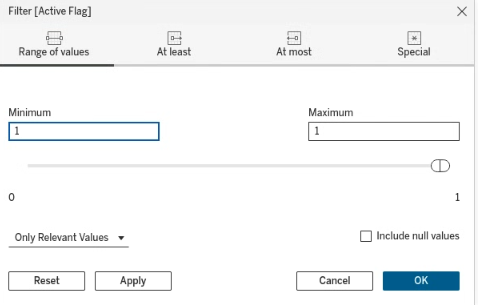 Filter [Active Flag]
Range of values
At least
At most
Special
Minimum
Maximum
1
1
0
1
Only Relevant Values
Include null values
Reset
Apply
Cancel
OK